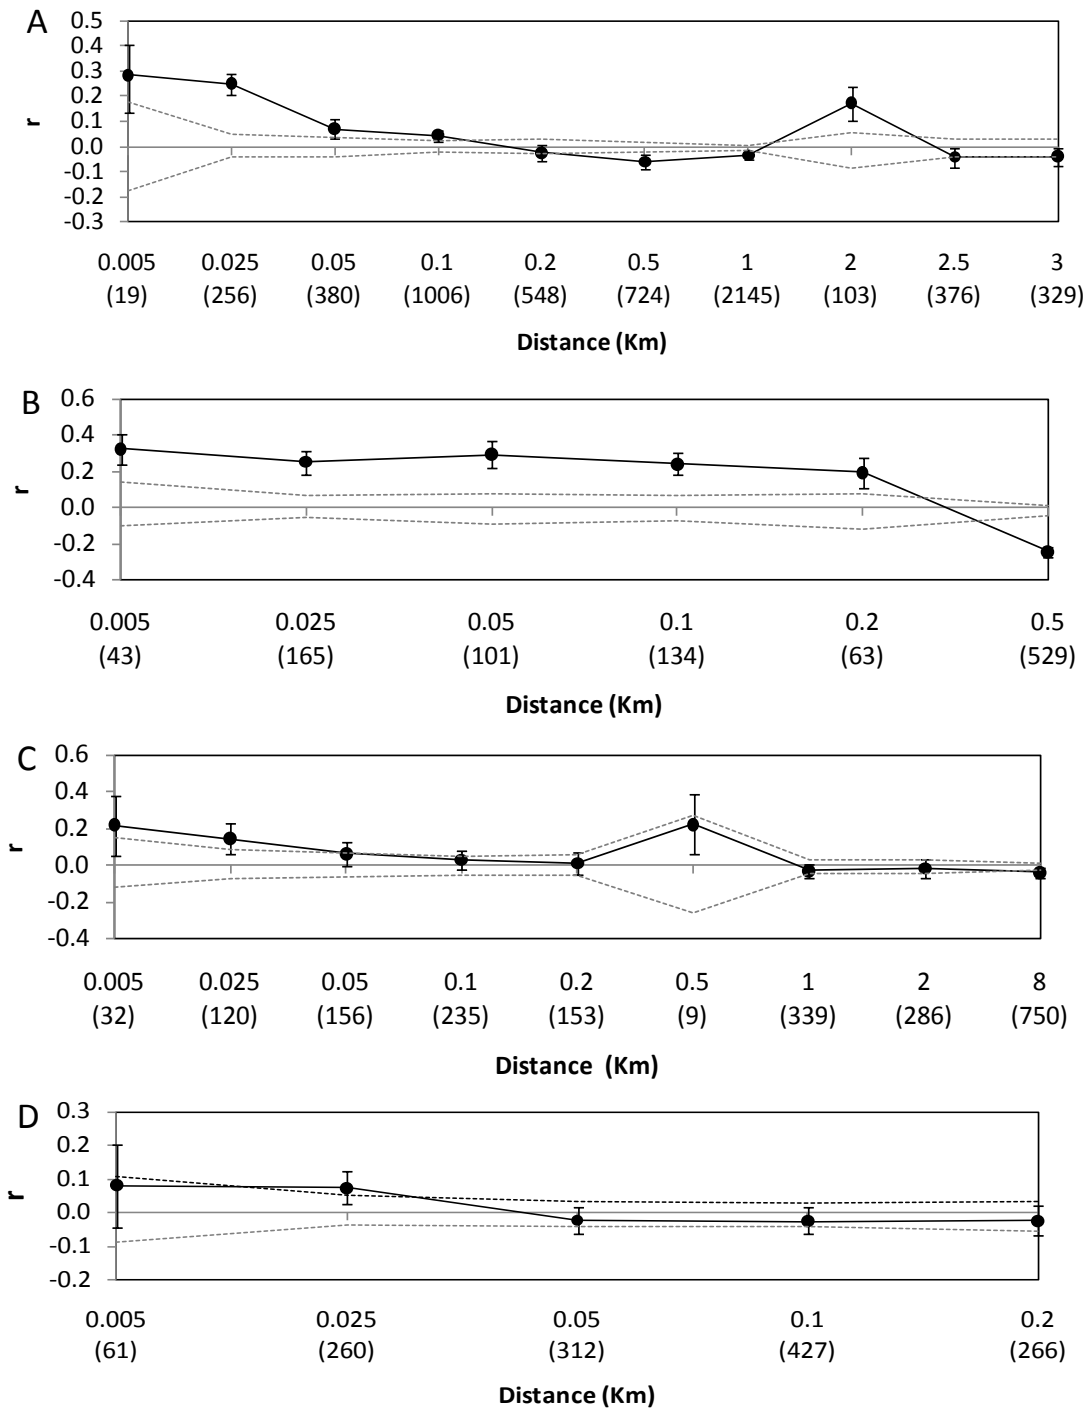 A
0.5
0.4
0.3
0.2
0.1
0.0
-0.1
-0.2
-0.3
r
0.005 0.025 0.05 0.1 0.2 0.5 1 2 2.5 3
(19) (256) (380) (1006) (548) (724) (2145) (103) (376) (329)
Distance (Km)
B
0.6
0.4
0.2
0.0
-0.2
-0.4
r
0.005 0.025 0.05 0.1 0.2 0.5
(43) (165) (101) (134) (63) (529)
Distance (Km)
C
0.6
0.4
0.2
0.0
-0.2
-0.4
r
0.005 0.025 0.05 0.1 0.2 0.5 1 2 8
(32) (120) (156) (235) (153) (9) (339) (286) (750)
Distance (Km)
D
0.3
0.2
0.1
0.0
-0.1
-0.2
r
0.005 0.025 0.05 0.1 0.2
(61) (260) (312) (427) (266)
Distance (Km)